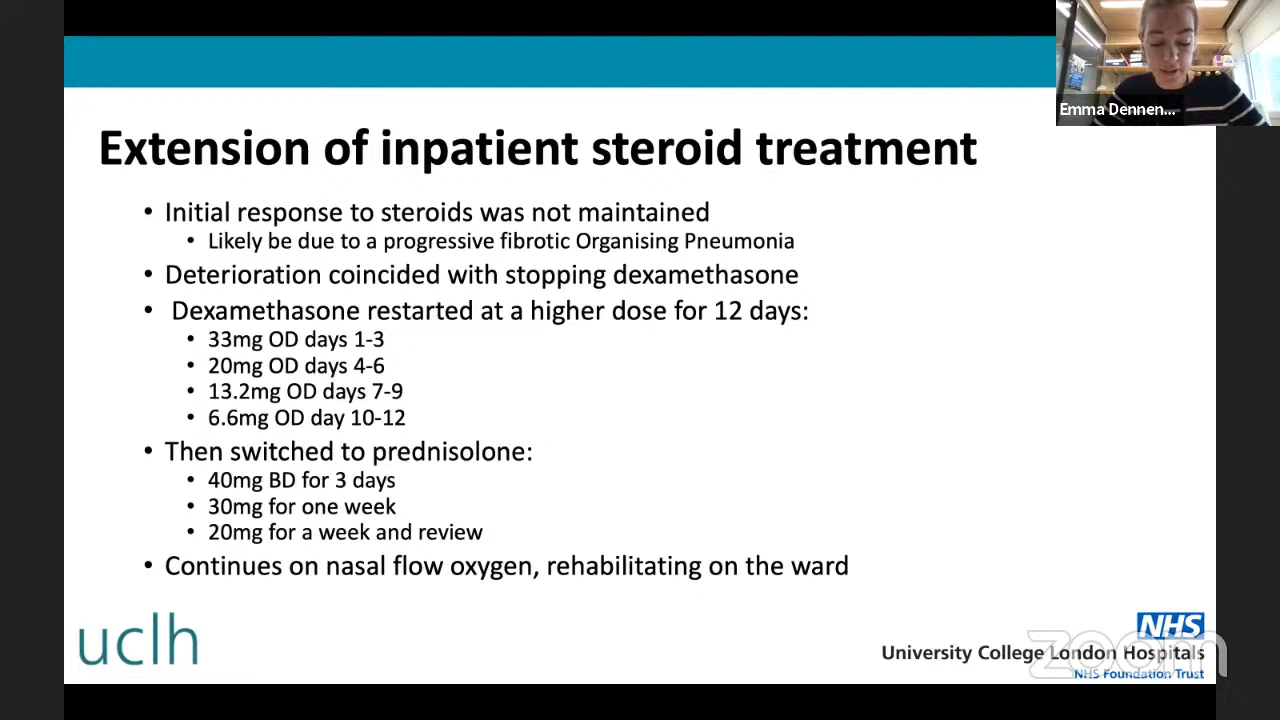 Emma Dennen...
Extension of inpatient steroid treatment
• Initial response to steroids was not maintained
• Likely be due to a progressive fibrotic Organising Pneumonia
• Deterioration coincided with stopping dexamethasone
• Dexamethasone restarted at a higher dose for 12 days:
• 33mg OD days 1-3
• 20mg OD days 4-6
• 13.2mg OD days 7-9
• 6.6mg OD day 10-12
• Then switched to prednisolone:
• 40mg BD for 3 days
• 30mg for one week
• 20mg for a week and review
• Continues on nasal flow oxygen, rehabilitating on the ward
uclh
NHS
University College London Hospitals
NHS Foundation Trust
zoom